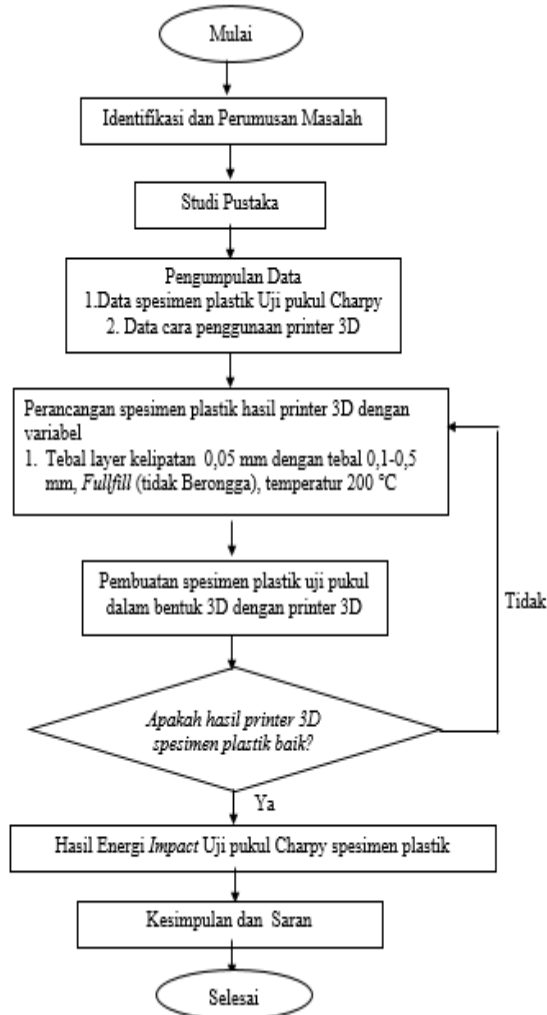 Mulai
Identifikasi dan Perumusan Masalah
Studi Pustaka
Pengumpulan Data
1.Data spesimen plastik Uji pukul Charpy
2. Data cara penggunaan printer 3D
Perancangan spesimen plastik hasil printer 3D dengan
variabel
1. Tebal layer kelipatan 0,05 mm dengan tebal 0,1-0,5
mm, Fullfill (tidak Berongga), temperatur 200 °C
Pembuatan spesimen plastik uji pukul
dalam bentuk 3D dengan printer 3D
Tidak
Apakah hasil printer 3D
spesimen plastik baik?
Ya
Hasil Energi Impact Uji pukul Charpy spesimen plastik
Kesimpulan dan Saran
Selesai